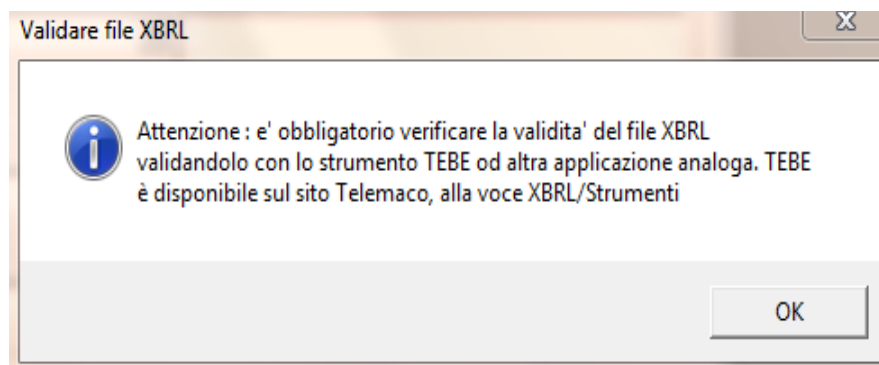 Validare file XBRL
Attenzione : e' obbligatorio verificare la validita' del file XBRL
validandolo con lo strumento TEBE od altra applicazione analoga. TEBE
è disponibile sul sito Telemaco, alla voce XBRL/Strumenti
OK